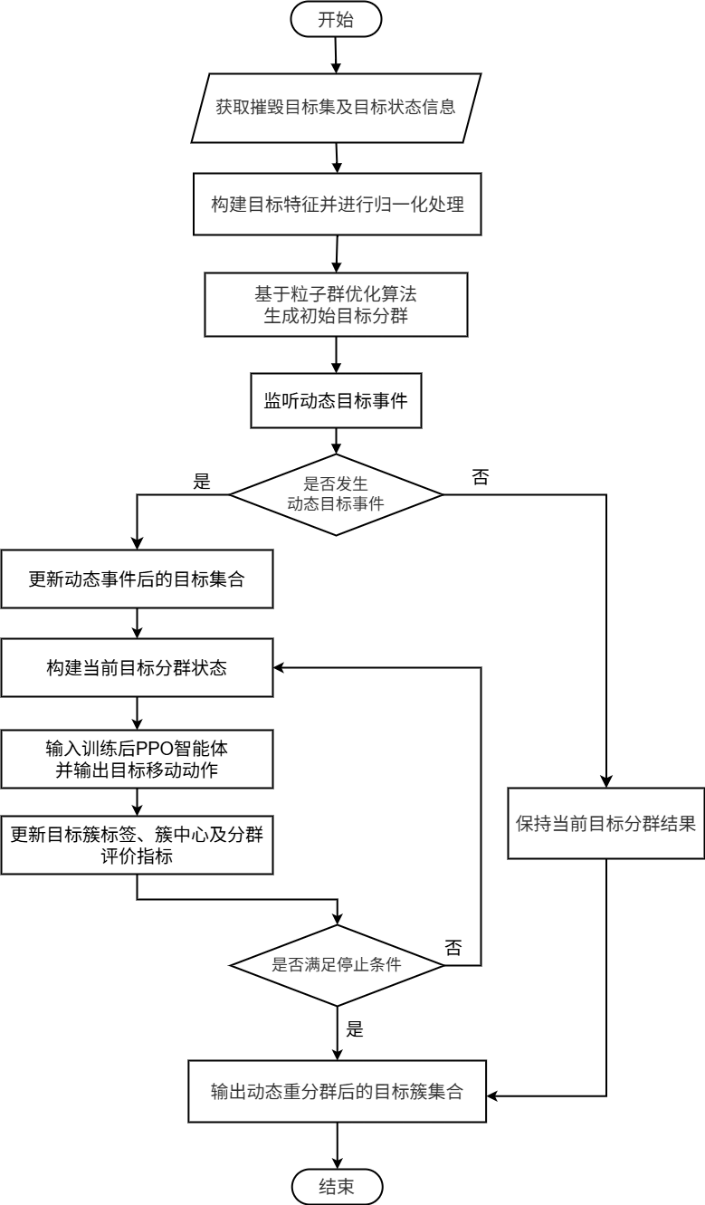 开始
获取摧毁目标集及目标状态信息
构建目标特征并进行归一化处理
基于粒子群优化算法
生成初始目标分群
监听动态目标事件
是否发生
动态目标事件
是
否
更新动态事件后的目标集合
构建当前目标分群状态
输入训练后PPO智能体
并输出目标移动动作
更新目标簇标签、簇中心及分群
评价指标
保持当前目标分群结果
是否满足停止条件
否
是
输出动态重分群后的目标簇集合
结束